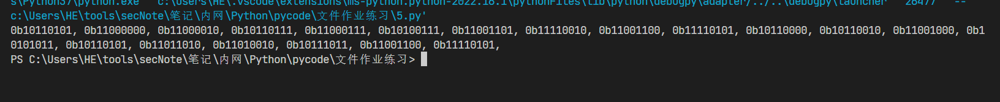 s\Python37\python.exe' 'c:\Users\HE\.vscode\extensions\ms-python.python-2022.18.1\pythonFiles\lib\python\debugpy\adapter/../..\debugpy\launcher' '26477' '--'
c:\Users\HE\tools\secNote\笔记\内网\Python\pycode\文件作业练习\5.py'
0b10110101, 0b11000000, 0b11000010, 0b10110111, 0b11000111, 0b10100111, 0b11001101, 0b11110010, 0b11001100, 0b11110101, 0b10110000, 0b10110010, 0b11001000, 0b1
0101011, 0b10110101, 0b11011010, 0b11010010, 0b10111011, 0b11001100, 0b11110101,
PS C:\Users\HE\tools\secNote\笔记\内网\Python\pycode\文件作业练习>